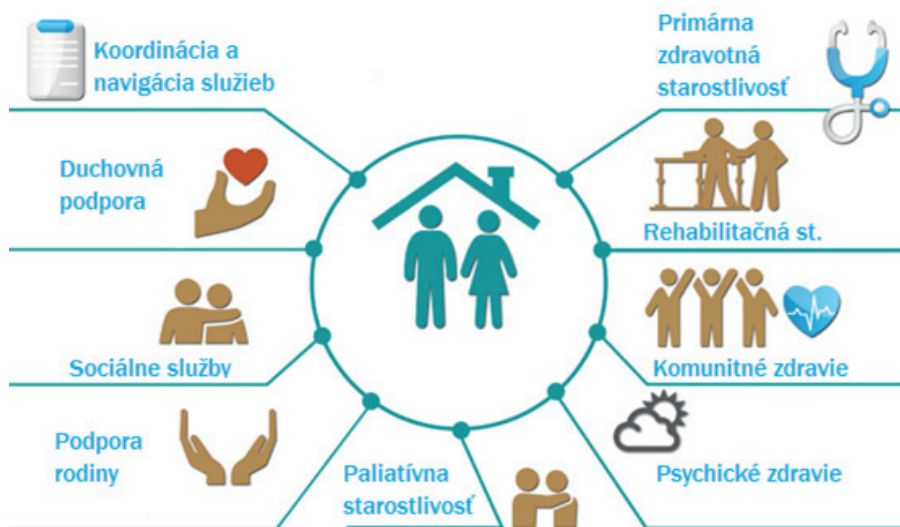 Koordinácia a
navigácia služieb
Primárna
zdravotná
starostlivosť
Duchovná
podpora
Rehabilitačná st.
Sociálne služby
Komunitné zdravie
Podpora
rodiny
Paliatívna
starostlivosť
Psychické zdravie